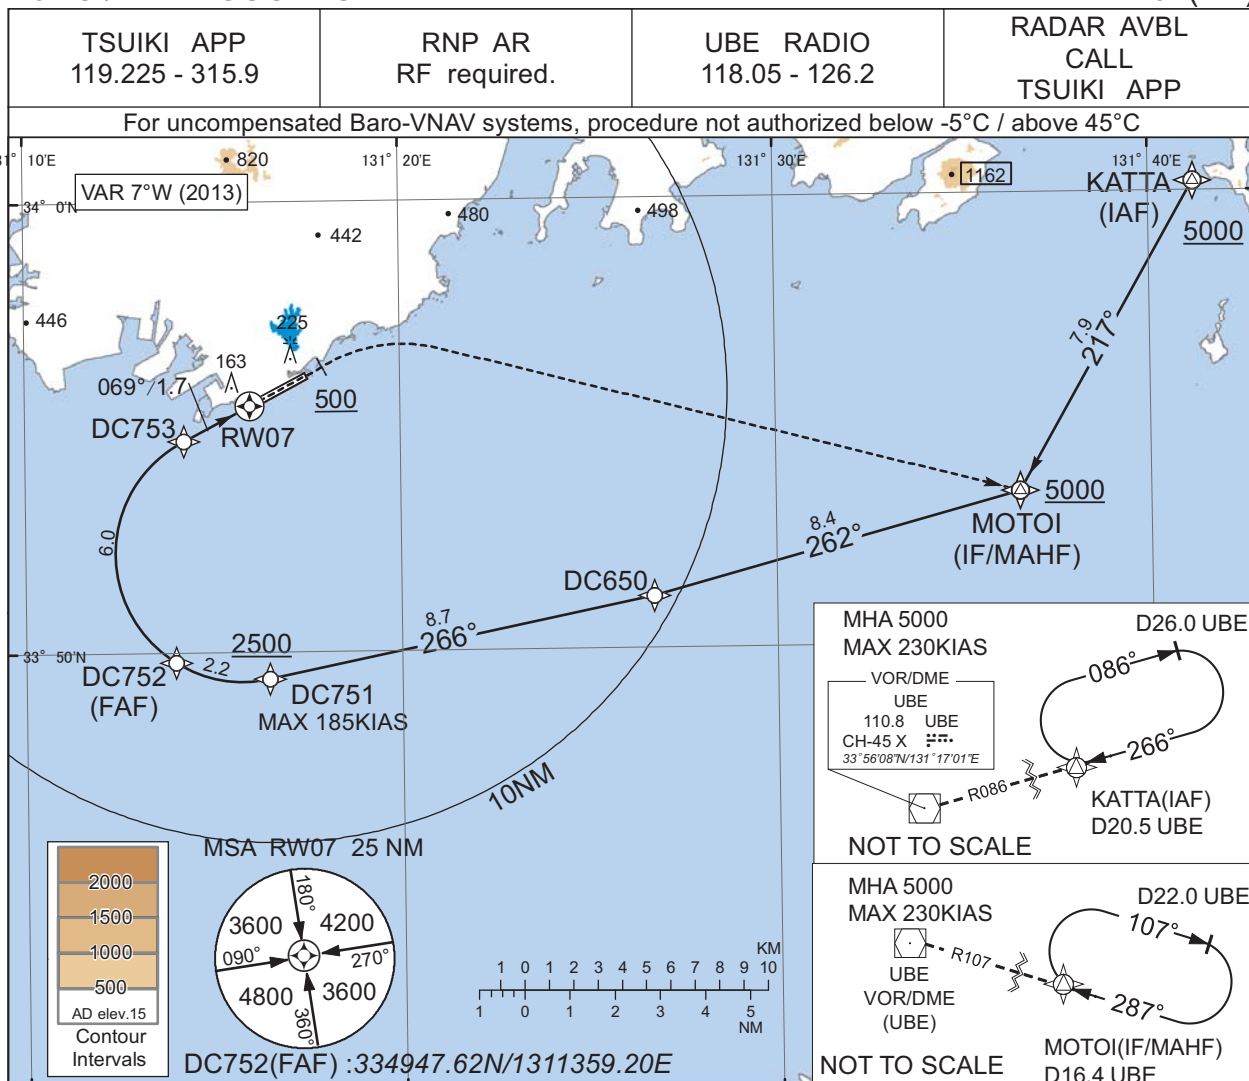 TSUIKI APP
119.225 - 315.9
RNP AR
RF required.
UBE RADIO
118.05 - 126.2
RADAR AVBL
CALL
TSUIKI APP
For uncompensated Baro-VNAV systems, procedure not authorized below -5°C / above 45°C
10'E
131° 20'E
131° 30'E
131° 40'E
34° 0'N
33° 50'N
VAR 7°W (2013)
820
480
498
442
446
1162
225
163
KATTA
(IAF)
5000
7.9
217°
069°/1.7
500
DC753
RW07
5000
MOTOI
(IF/MAHF)
8.4
262°
DC650
6.0
8.7
266°
2500
2.2
DC752
(FAF)
DC751
MAX 185KIAS
10NM
MHA 5000
MAX 230KIAS
D26.0 UBE
VOR/DME
UBE
110.8 UBE
CH-45 X
33°56'08"N/131°17'01"E
086°
266°
R086
KATTA(IAF)
D20.5 UBE
NOT TO SCALE
MHA 5000
MAX 230KIAS
D22.0 UBE
107°
R107
287°
UBE
VOR/DME
(UBE)
MOTOI(IF/MAHF)
D16.4 UBE
NOT TO SCALE
2000
1500
1000
500
AD elev.15
Contour
Intervals
MSA RW07 25 NM
180°
3600
4200
090°
270°
4800
3600
360°
KM
1 0 1 2 3 4 5 6 7 8 9 10
1 0 1 2 3 4 5
NM
DC752(FAF) :334947.62N/1311359.20E